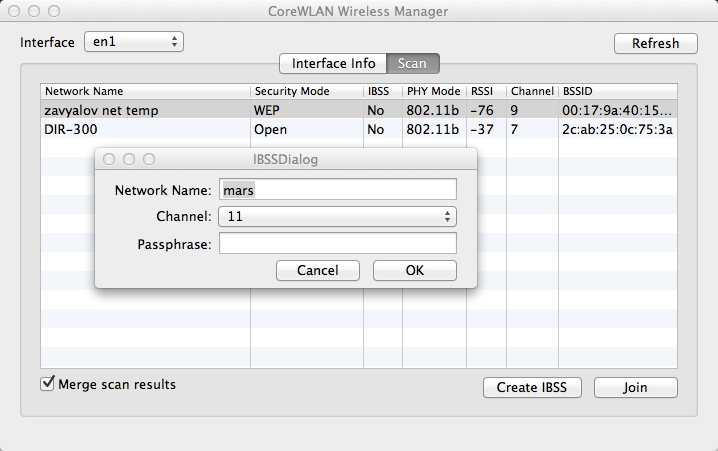 CoreWLAN Wireless Manager
Interface en1 Refresh
Interface Info Scan
Network Name Security Mode IBSS PHY Mode RSSI Channel BSSID
zavyalov net temp WEP No 802.11b -76 9 00:17:9a:40:15...
DIR-300 Open No 802.11b -37 7 2c:ab:25:0c:75:3a
IBSSDialog
Network Name: mars
Channel: 11
Passphrase:
Cancel OK
Merge scan results Create IBSS Join